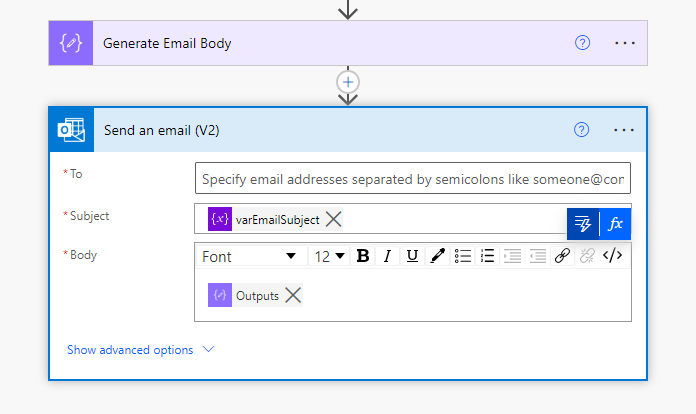 Generate Email Body
Send an email (V2)
* To
Specify email addresses separated by semicolons like someone@con
* Subject
varEmailSubject
fx
* Body
Font 12 B I U </>
Outputs
Show advanced options